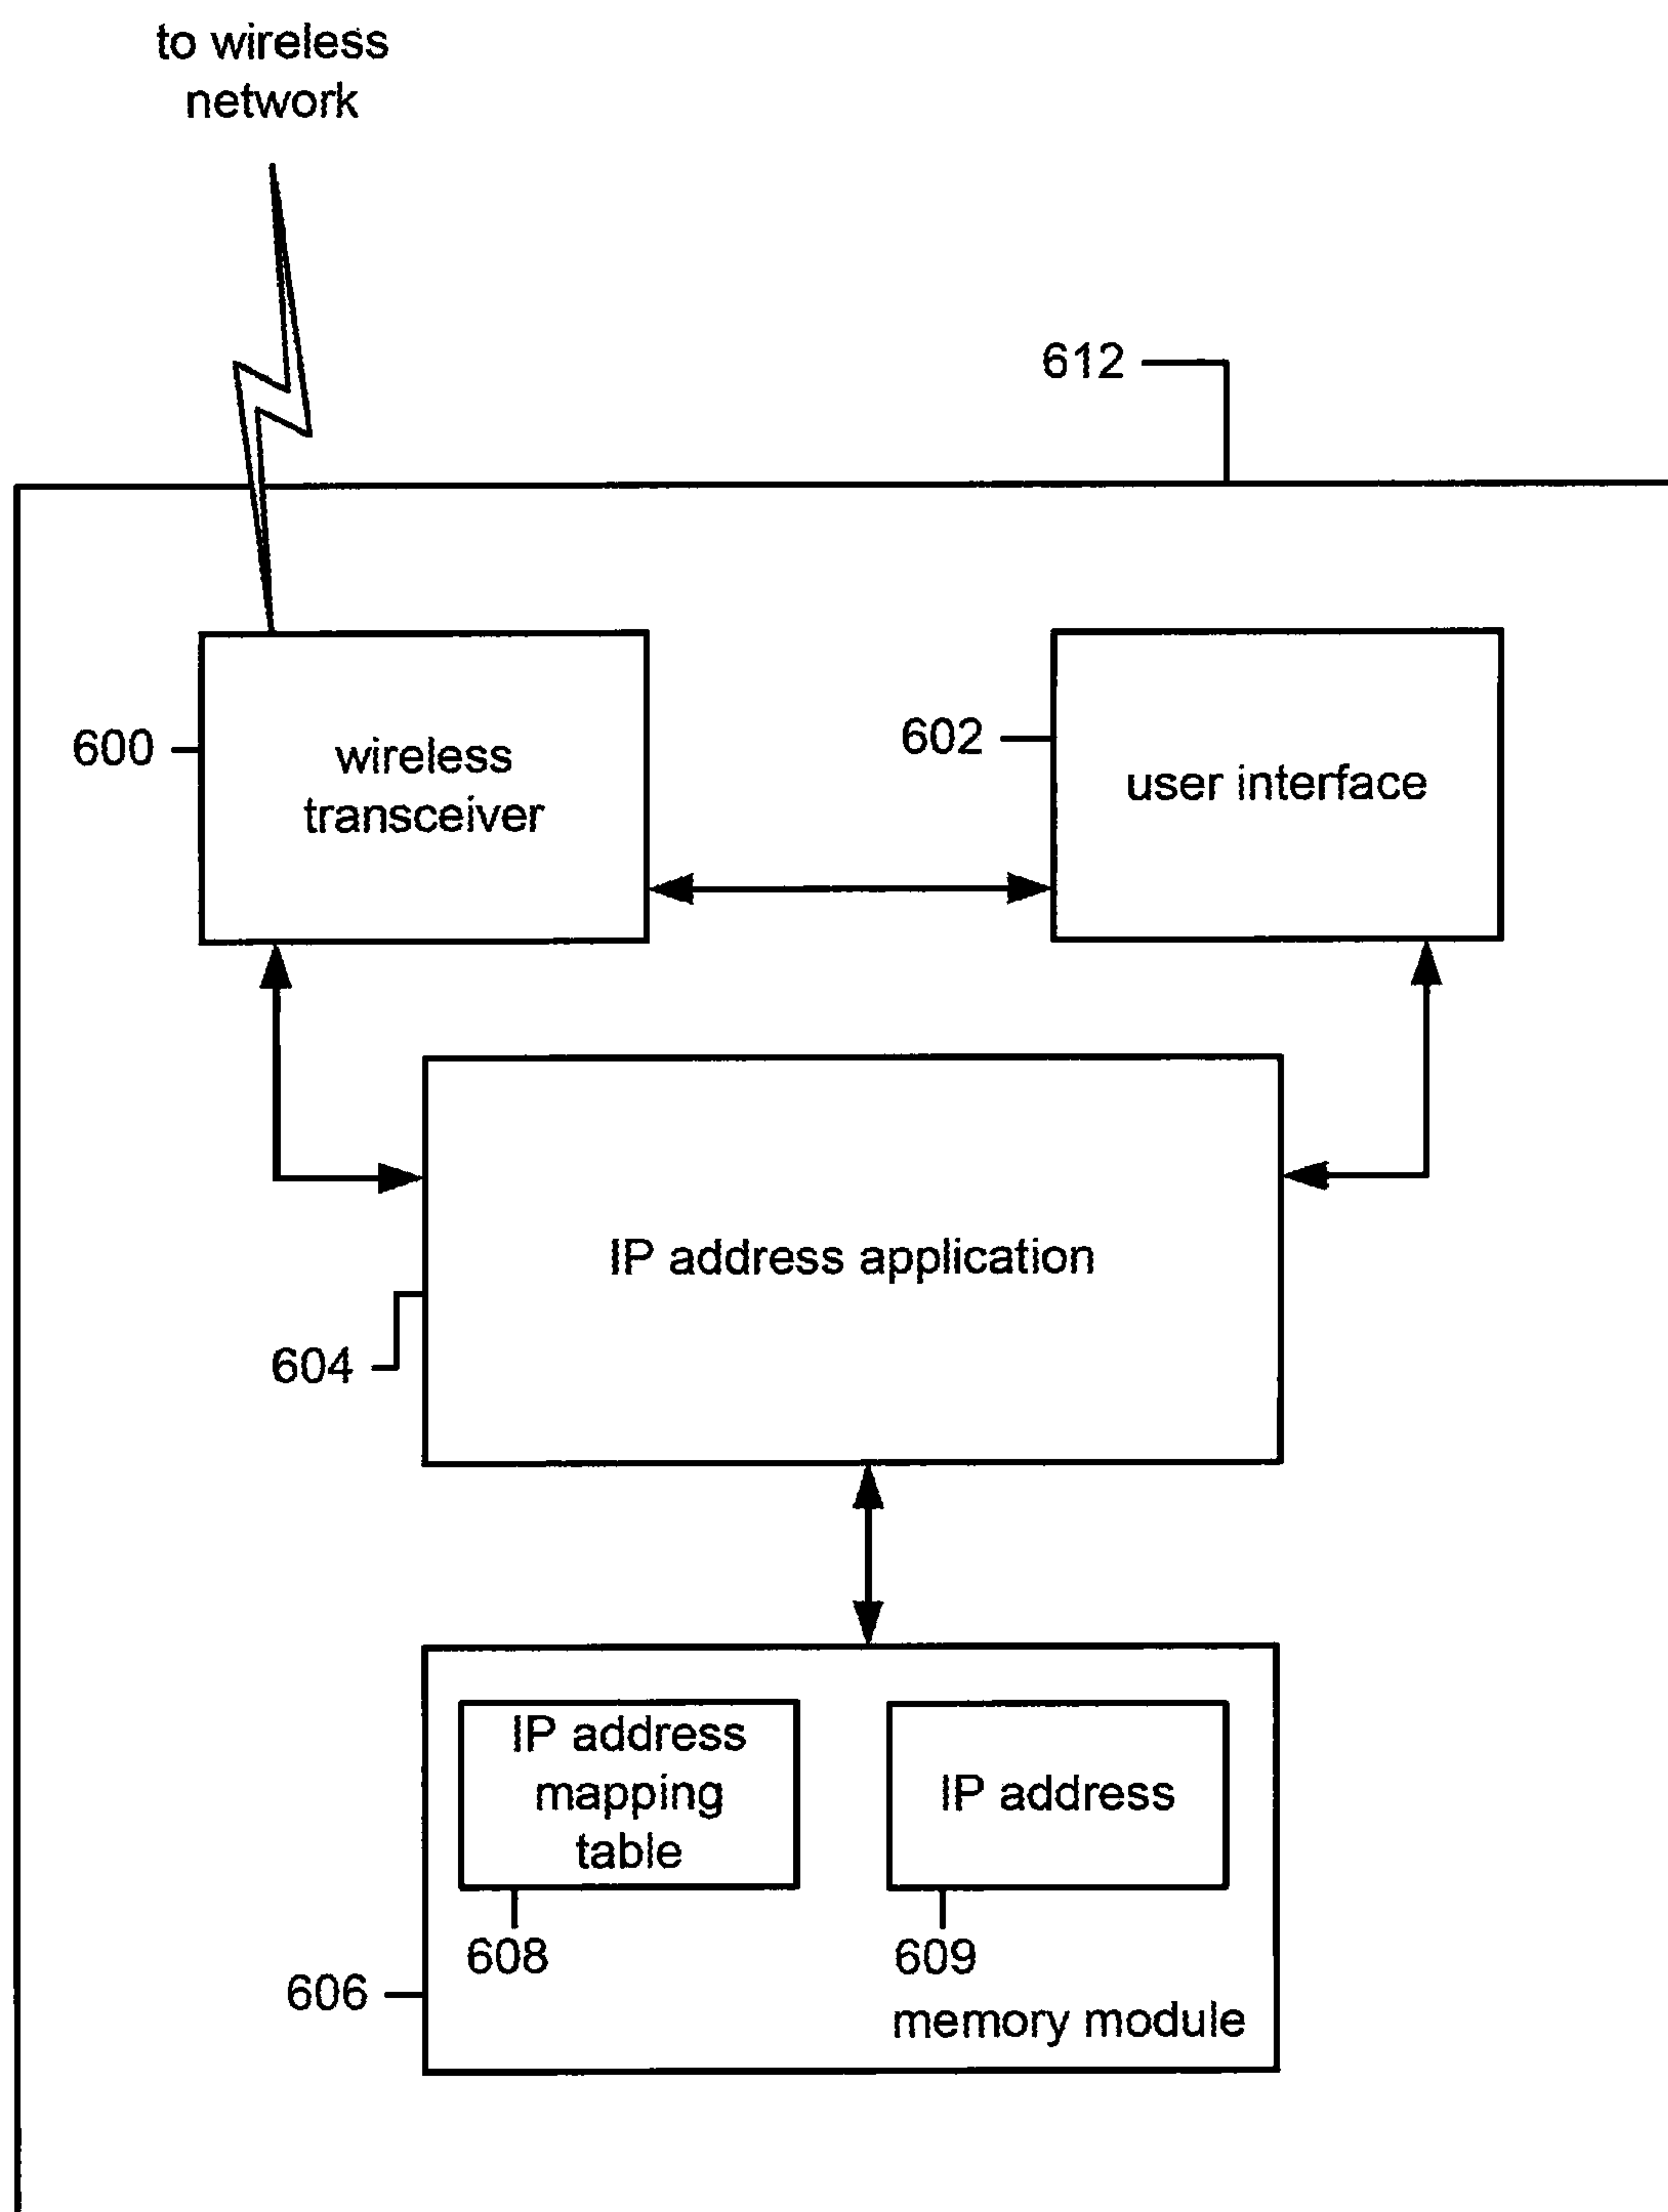 to wireless
network
612
600
wireless
transceiver
602
user interface
IP address application
604
IP address
mapping
table
IP address
608
609
606
memory module